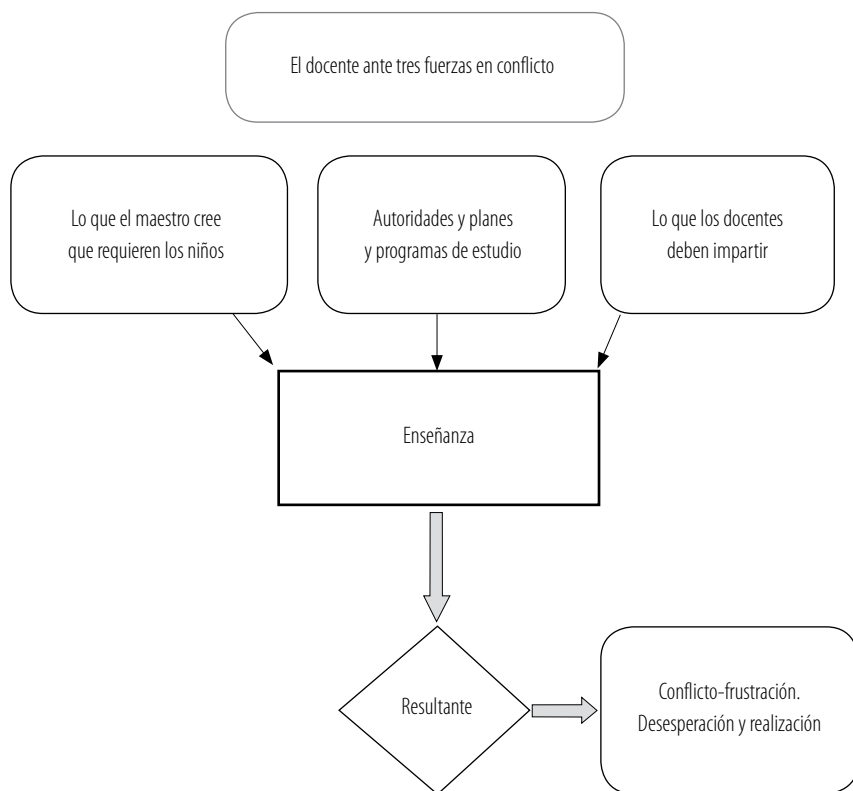 El docente ante tres fuerzas en conflicto
Lo que el maestro cree
que requieren los niños
Autoridades y planes
y programas de estudio
Lo que los docentes
deben impartir
Enseñanza
Resultante
Conflicto-frustración.
Desesperación y realización